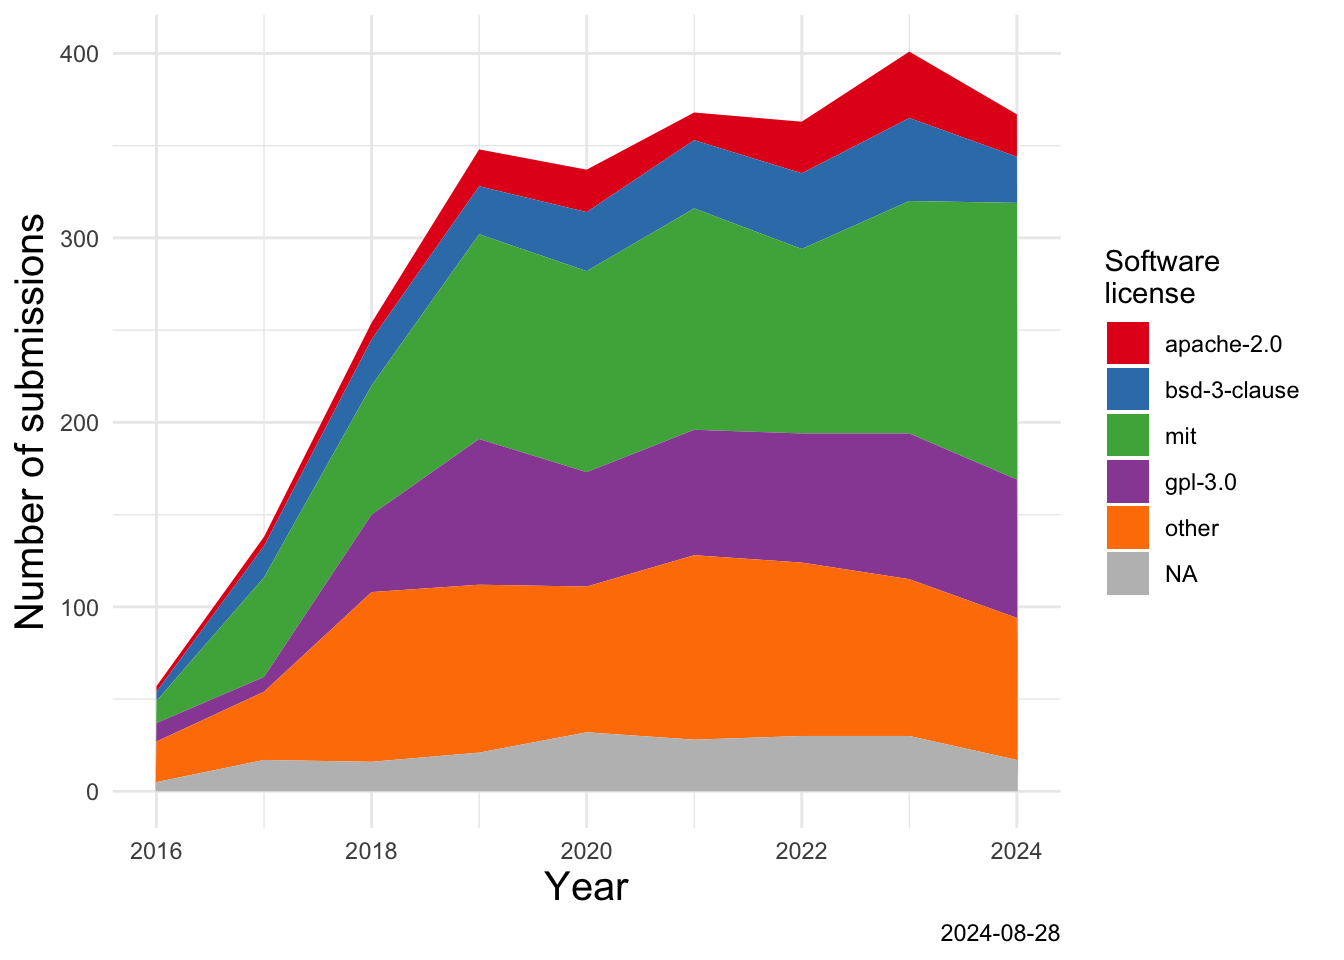 400
300
200
100
0
Number of submissions
2016
2018
2020
2022
2024
Year
Software
license
apache-2.0
bsd-3-clause
mit
gpl-3.0
other
NA
2024-08-28